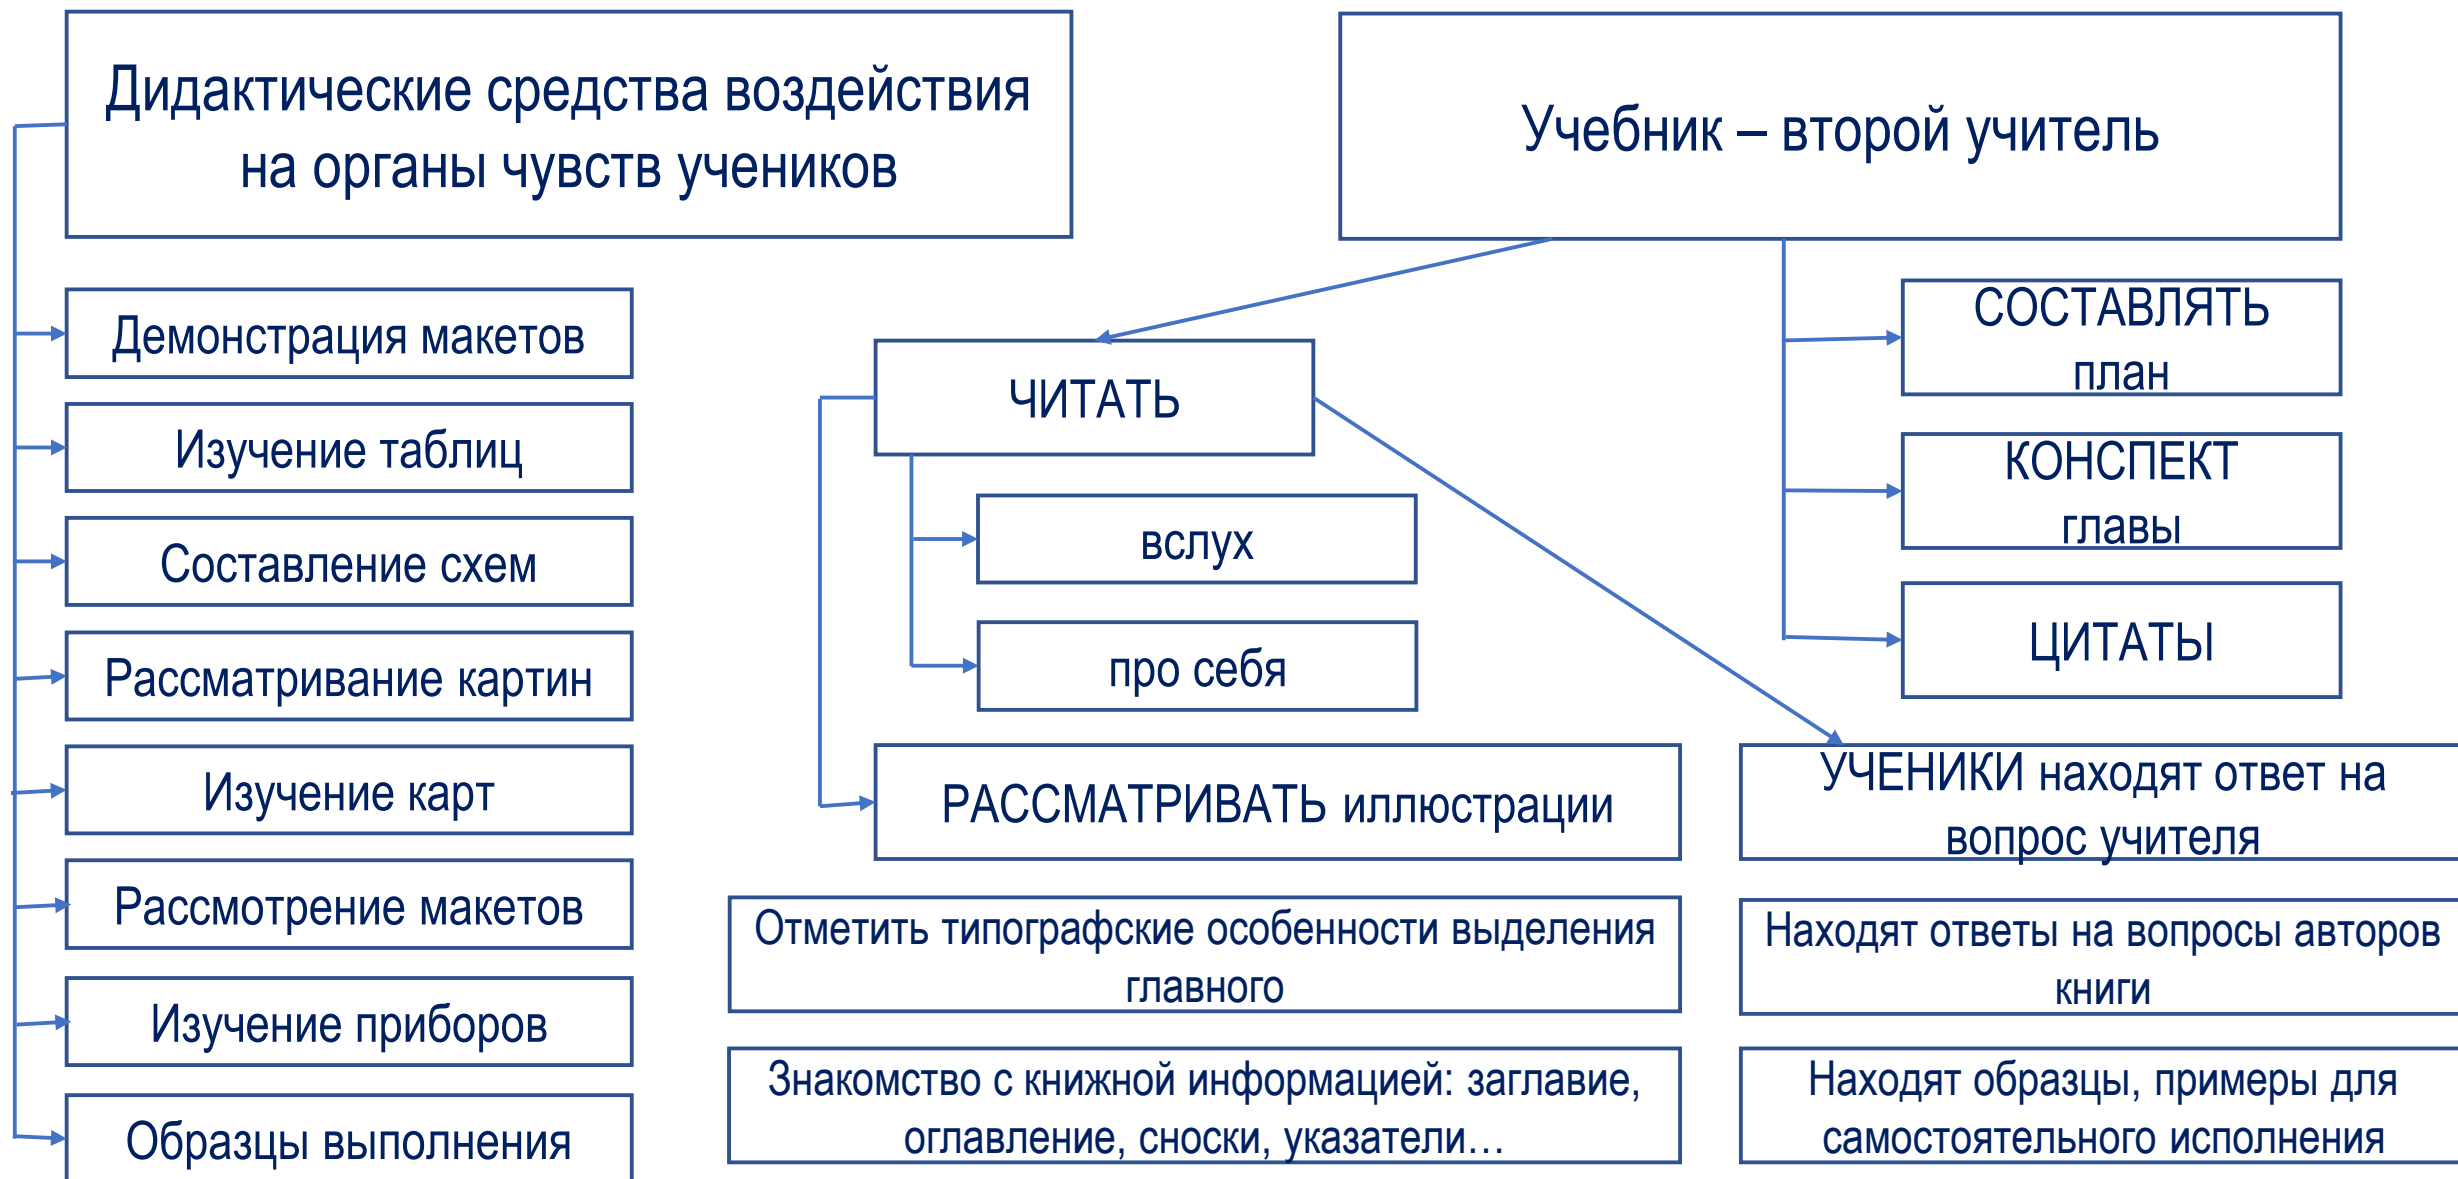 Дидактические средства воздействия
на органы чувств учеников
Демонстрация макетов
Изучение таблиц
Составление схем
Рассматривание картин
Изучение карт
Рассмотрение макетов
Изучение приборов
Образцы выполнения
Учебник – второй учитель
ЧИТАТЬ
вслух
про себя
РАССМАТРИВАТЬ иллюстрации
Отметить типографские особенности выделения
главного
Знакомство с книжной информацией: заглавие,
оглавление, сноски, указатели…
СОСТАВЛЯТЬ
план
КОНСПЕКТ
главы
ЦИТАТЫ
УЧЕНИКИ находят ответ на
вопрос учителя
Находят ответы на вопросы авторов
книги
Находят образцы, примеры для
самостоятельного исполнения